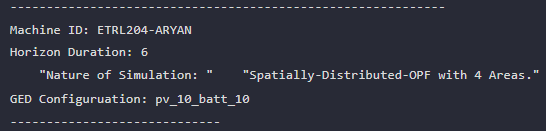 ------------------------------------------------------------
Machine ID: ETRL204-ARYAN
Horizon Duration: 6
    "Nature of Simulation: "    "Spatially-Distributed-OPF with 4 Areas."
GED Configuruation: pv_10_batt_10
-----------------------------